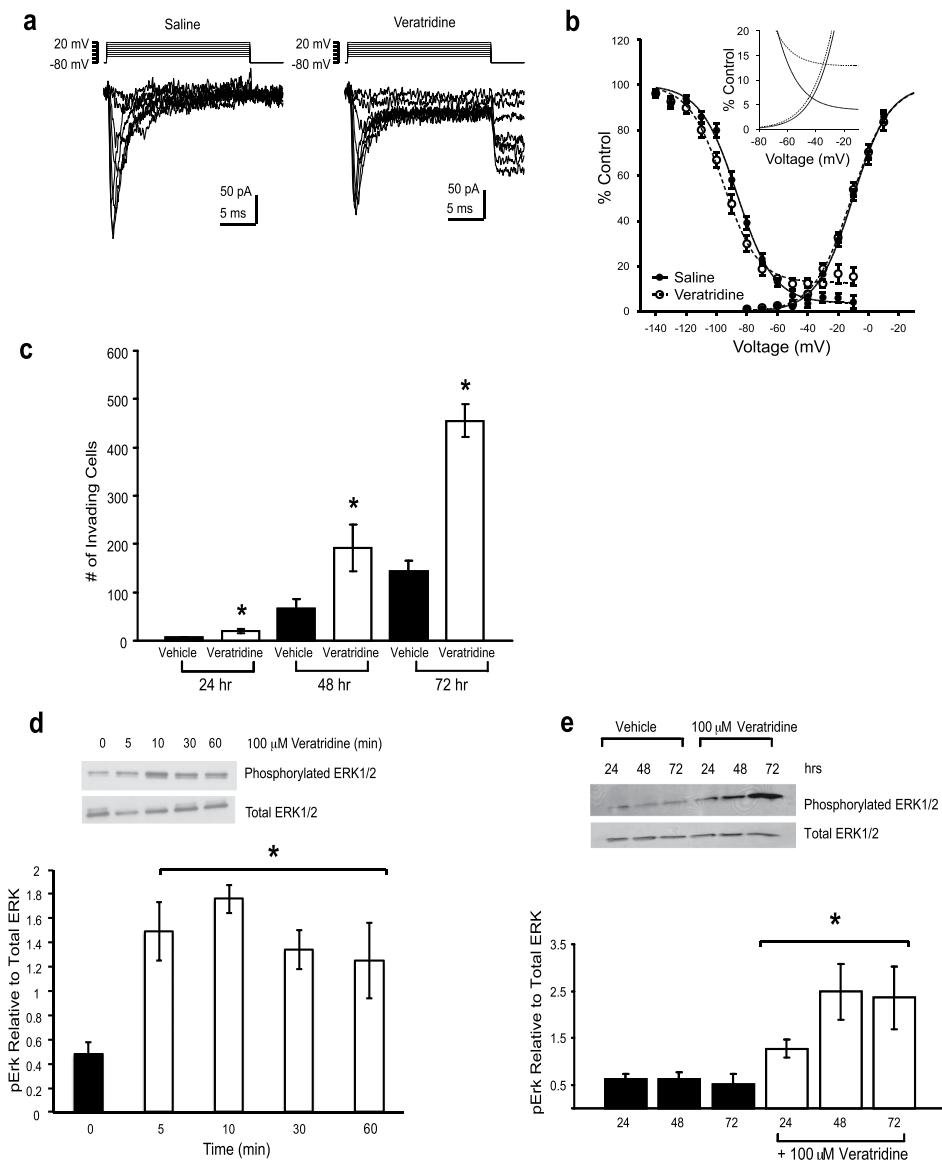 a
Saline
Veratridine
20 mV
-80 mV
20 mV
-80 mV
50 pA
5 ms
50 pA
5 ms
b
120
100
80
60
40
20
0
% Control
Saline
Veratridine
-140 -120 -100 -80 -60 -40 -20 -0 -20
Voltage (mV)
20
15
10
5
0
% Control
-80 -60 -40 -20
Voltage (mV)
c
600
500
400
300
200
100
0
# of Invading Cells
* * *
Vehicle Veratridine Vehicle Veratridine Vehicle Veratridine
24 hr 48 hr 72 hr
d
0 5 10 30 60 100 µM Veratridine (min)
Phosphorylated ERK1/2
Total ERK1/2
*
2
1.8
1.6
1.4
1.2
1
0.8
0.6
0.4
0.2
0
pErk Relative to Total ERK
0 5 10 30 60
Time (min)
e
Vehicle 100 µM Veratridine
24 48 72 24 48 72 hrs
Phosphorylated ERK1/2
Total ERK1/2
*
3.5
2.5
1.5
0.5
pErk Relative to Total ERK
24 48 72 24 48 72
+ 100 µM Veratridine